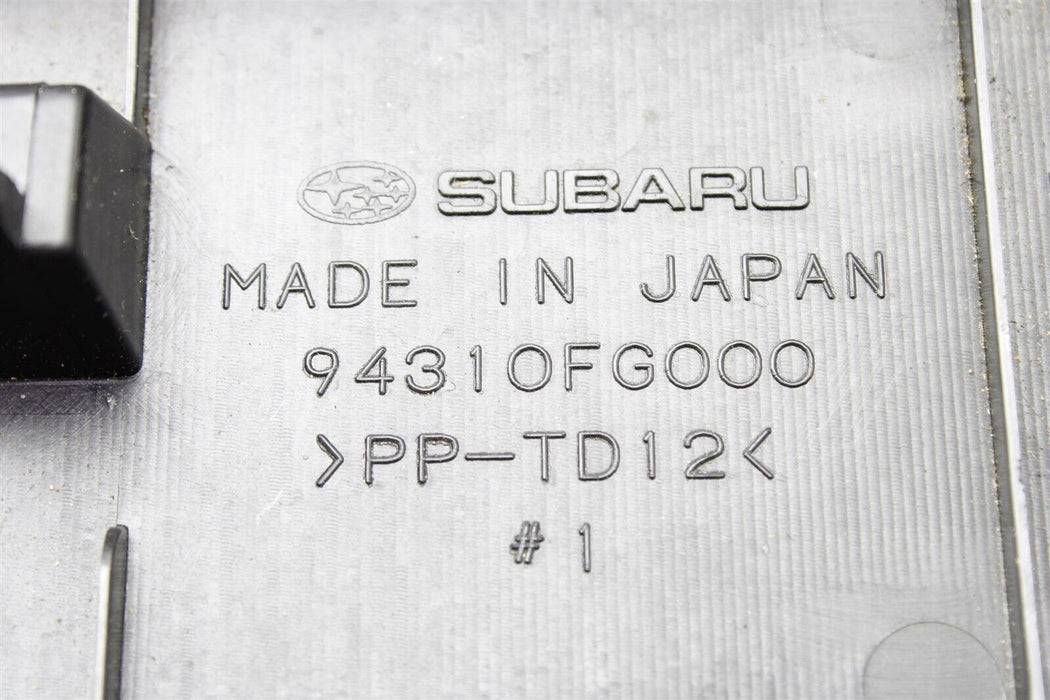 SUBARU
MADE IN JAPAN
94310FG000
>PP-TD12<
#1